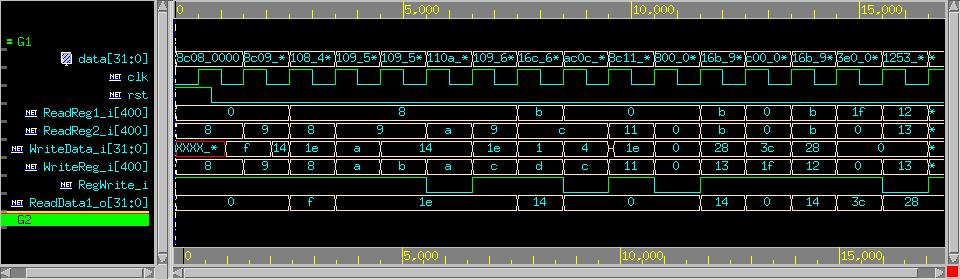 0 5,000 10,000 15,000
= G1
data[31:0] 8c08_0000 8c09_* 108_4* 109_5* 109_5* 110a_* 109_6* 16c_6* ac0c_* 8c11_* 800_0* 16b_9* c00_0* 16b_9* 3e0_0* 1253_* *
NET clk
NET rst
NET ReadReg1_i[400] 0 8 b 0 b 0 b 1f 12 *
NET ReadReg2_i[400] 8 9 8 9 a 9 c 11 0 b 0 b 0 13 *
NET WriteData_i[31:0] XXXX_* f 14 1e a 14 1e 1 4 1e 0 28 3c 28 0 *
NET WriteReg_i[400] 8 9 8 b a b a c d c 11 0 13 1f 12 0 13 *
NET RegWrite_i
NET ReadData1_o[31:0] 0 f 1e 14 0 14 0 14 3c 28
G2
0 5,000 10,000 15,000